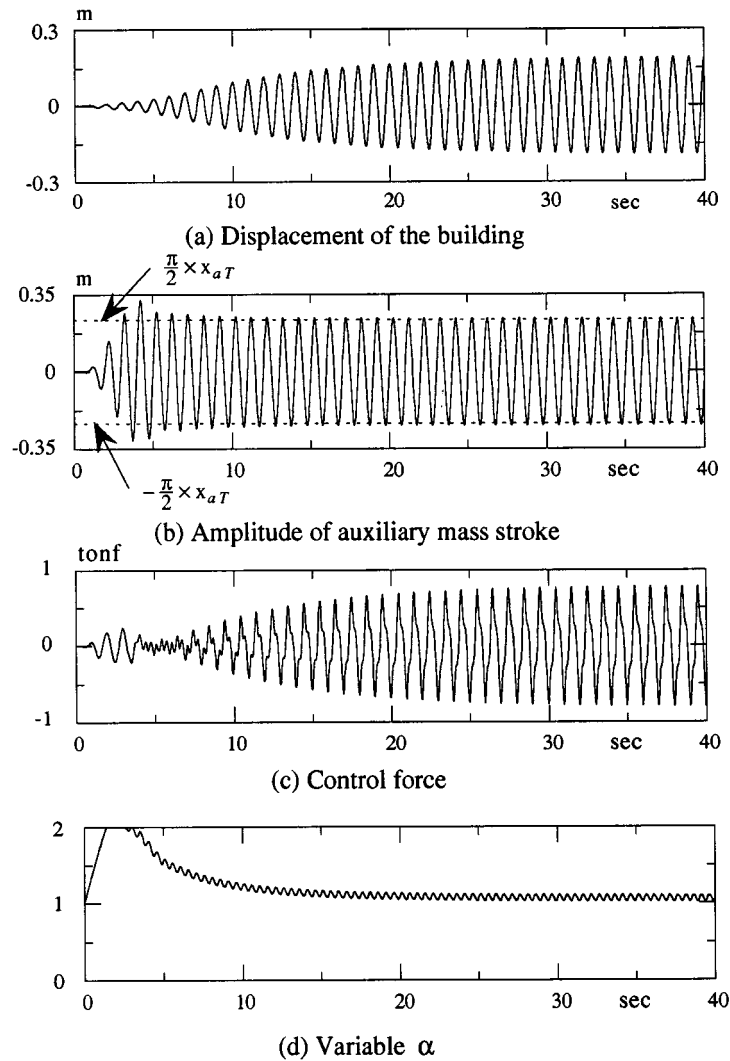 m
0.3
0
-0.3
0 10 20 30 sec 40
(a) Displacement of the building
π/2 × x_aT
m
0.35
0
-0.35
0 10 20 30 sec 40
-π/2 × x_aT
(b) Amplitude of auxiliary mass stroke
tonf
1
0
-1
0 10 20 30 sec 40
(c) Control force
2
1
0
0 10 20 30 sec 40
(d) Variable α